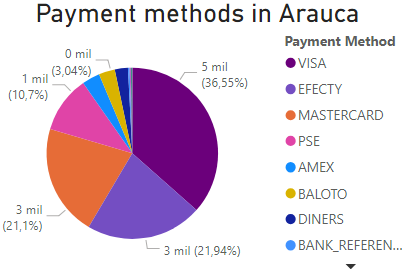 Payment methods in Arauca
0 mil
(3,04%)
1 mil
(10,7%)
5 mil
(36,55%)
3 mil
(21,1%)
3 mil (21,94%)
Payment Method
VISA
EFECTY
MASTERCARD
PSE
AMEX
BALOTO
DINERS
BANK_REFEREN...